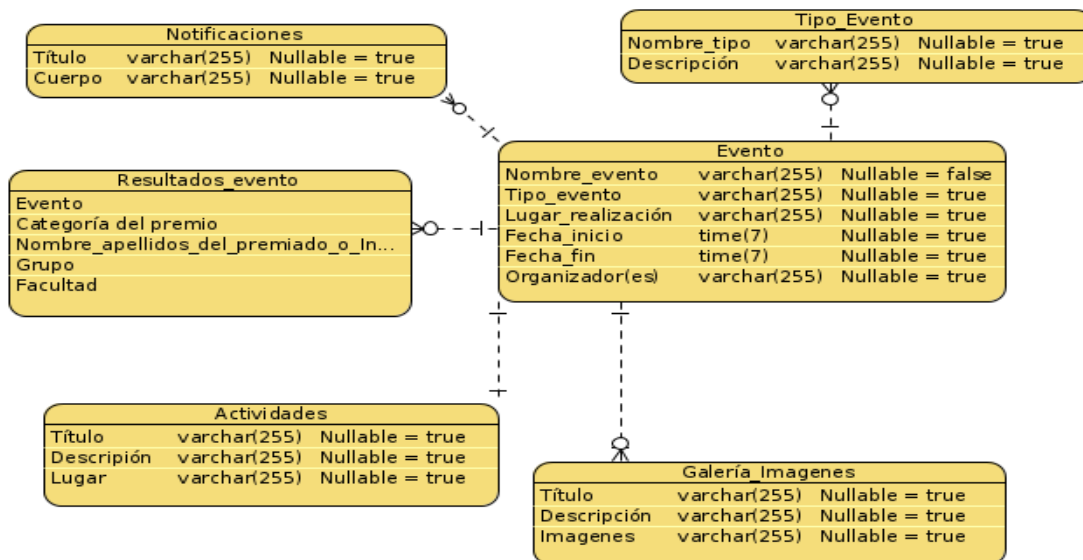 Notificaciones
Título varchar(255) Nullable = true
Cuerpo varchar(255) Nullable = true
Tipo_Evento
Nombre_tipo varchar(255) Nullable = true
Descripción varchar(255) Nullable = true
Evento
Nombre_evento varchar(255) Nullable = false
Tipo_evento varchar(255) Nullable = true
Lugar_realización varchar(255) Nullable = true
Fecha_inicio time(7) Nullable = true
Fecha_fin time(7) Nullable = true
Organizador(es) varchar(255) Nullable = true
Resultados_evento
Evento
Categoría del premio
Nombre_apellidos_del_premiado_o_In...
Grupo
Facultad
Actividades
Título varchar(255) Nullable = true
Descripión varchar(255) Nullable = true
Lugar varchar(255) Nullable = true
Galería_Imagenes
Título varchar(255) Nullable = true
Descripción varchar(255) Nullable = true
Imagenes varchar(255) Nullable = true